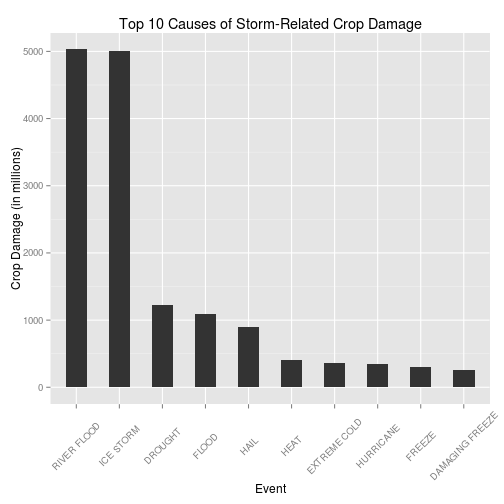 Top 10 Causes of Storm-Related Crop Damage
Crop Damage (in millions)
5000
4000
3000
2000
1000
0
RIVER FLOOD
ICE STORM
DROUGHT
FLOOD
HAIL
HEAT
EXTREME COLD
HURRICANE
FREEZE
DAMAGING FREEZE
Event